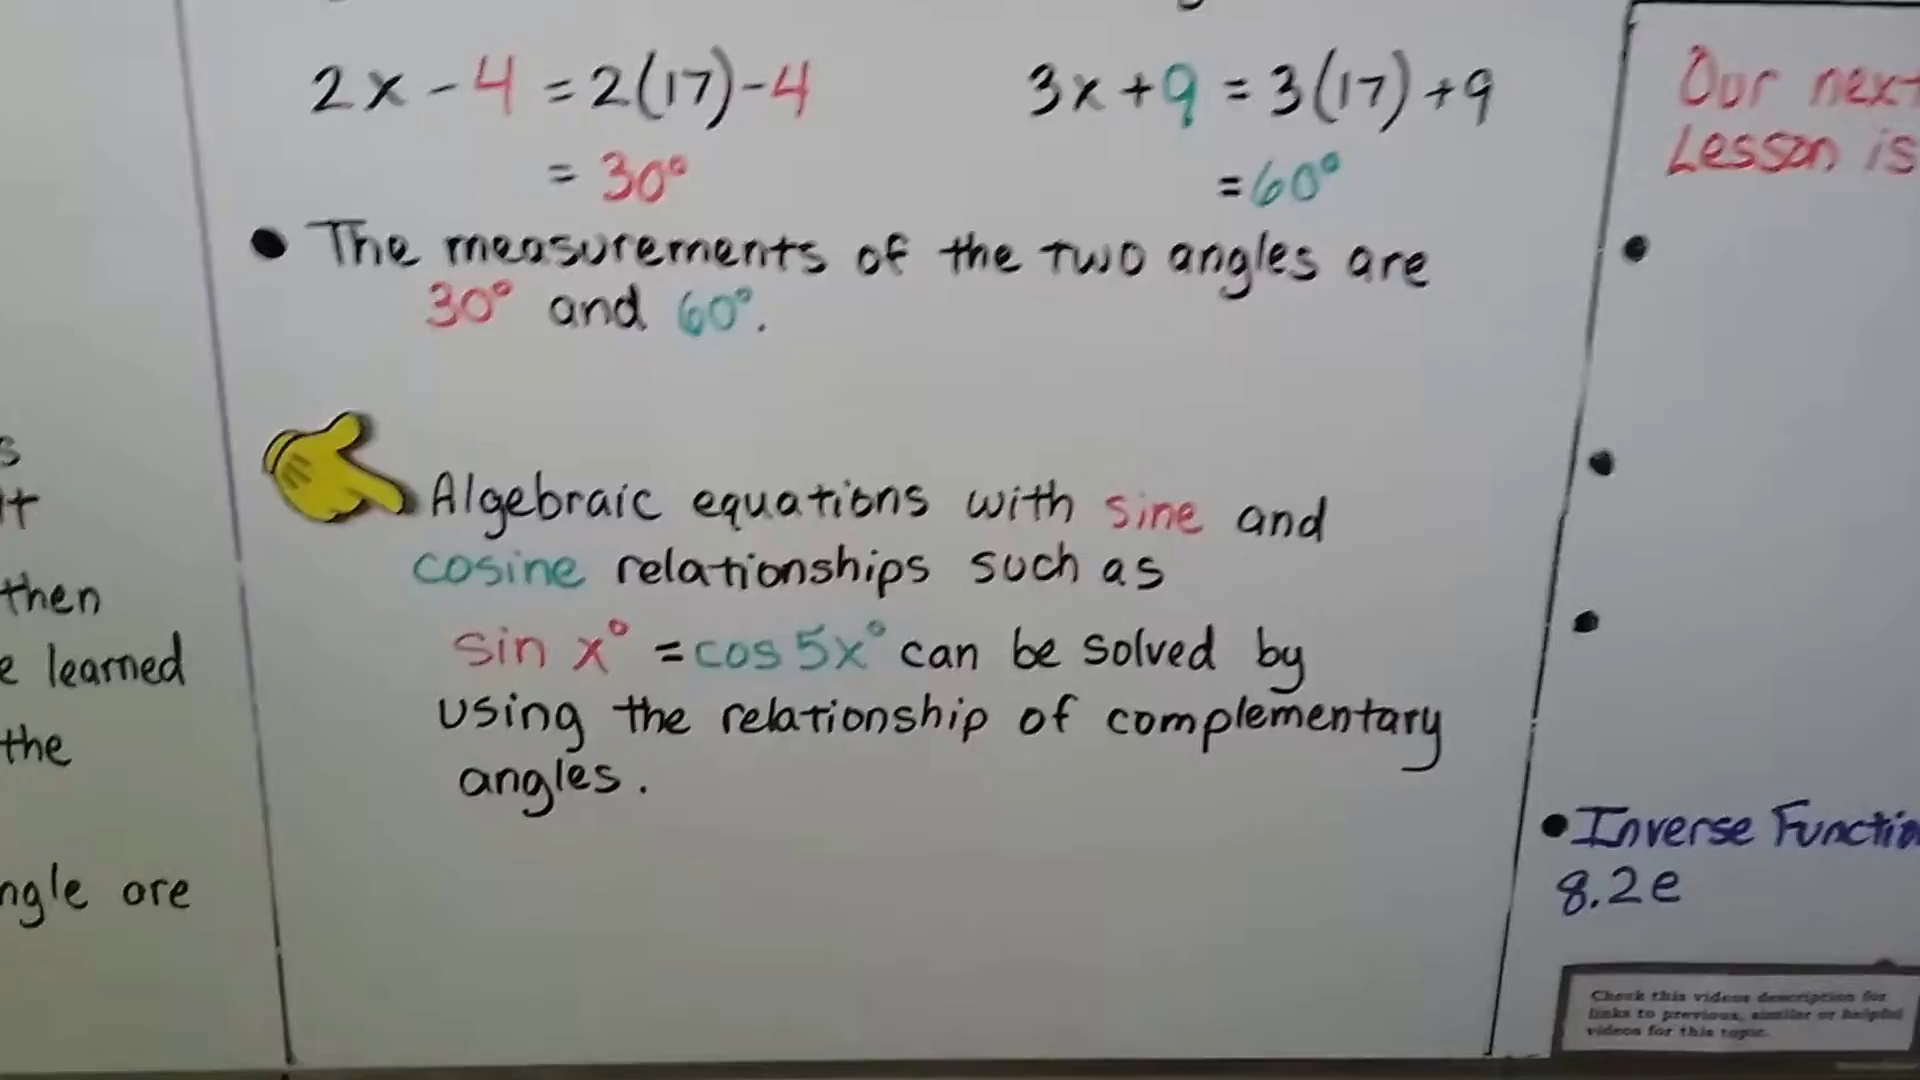 2x - 4 = 2(17) - 4
= 30°
3x + 9 = 3(17) + 9
= 60°
• The measurements of the two angles are
30° and 60°.
Algebraic equations with sine and
cosine relationships such as
sin x° = cos 5x° can be solved by
using the relationship of complementary
angles.
then
learned
the
are
Our next
Lesson is
•
•
•
• Inverse
8.2e
Check this videos description for
links to previous, similar or helpful
videos for this topic.